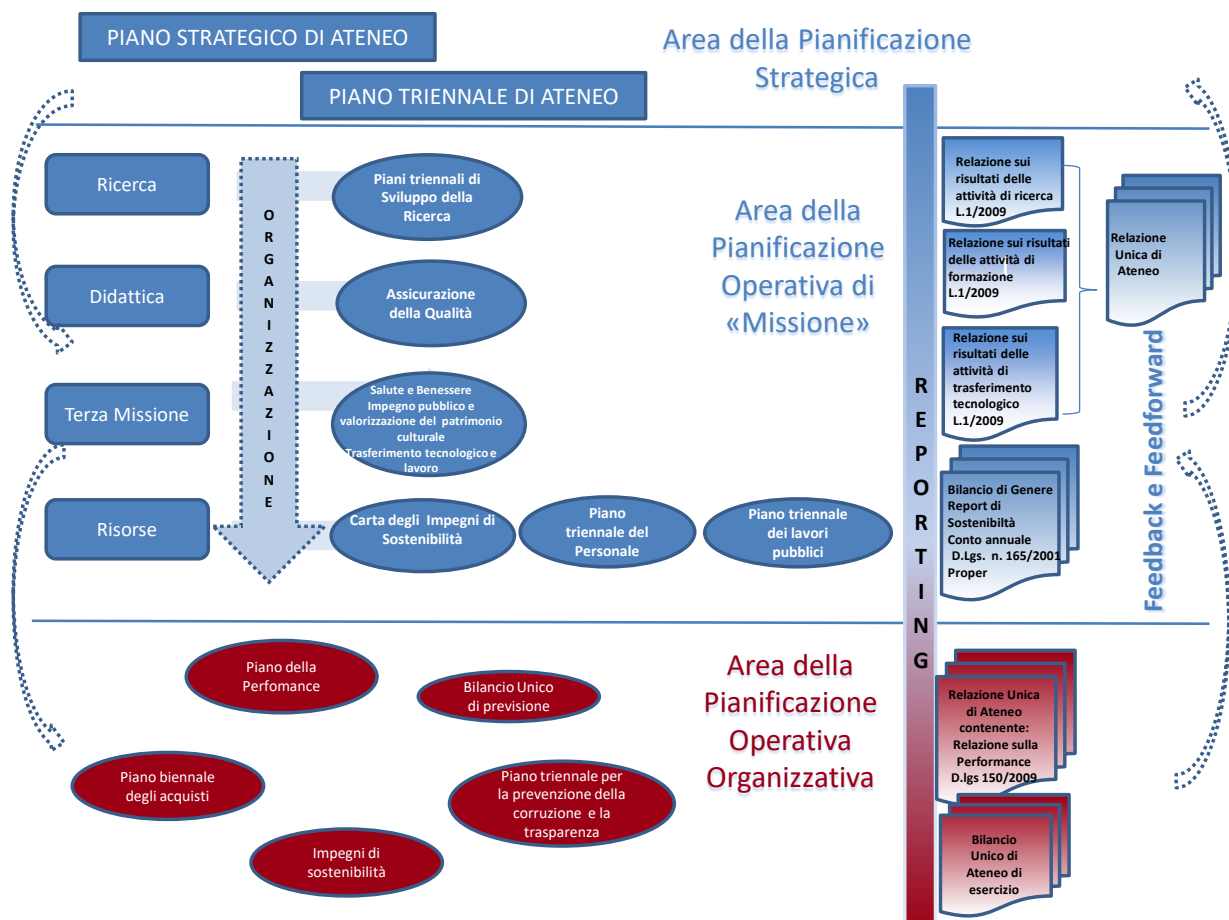 PIANO STRATEGICO DI ATENEO
Area della Pianificazione
Strategica
PIANO TRIENNALE DI ATENEO
Ricerca
Didattica
Terza Missione
Risorse
ORGANIZZAZIONE
Piani triennali di
Sviluppo della
Ricerca
Assicurazione
della Qualità
Salute e Benessere
Impegno pubblico e
valorizzazione del patrimonio
culturale
Trasferimento tecnologico e
lavoro
Carta degli Impegni di
Sostenibilità
Piano
triennale del
Personale
Piano triennale
dei lavori
pubblici
Area della
Pianificazione
Operativa di
«Missione»
REPORTING
Relazione sui
risultati delle
attività di ricerca
L.1/2009
Relazione sui risultati
delle attività di
formazione
L.1/2009
Relazione sui
risultati delle
attività di
trasferimento
tecnologico
L.1/2009
Relazione
Unica di
Ateneo
Bilancio di Genere
Report di
Sostenibltà
Conto annuale
D.Lgs. n. 165/2001
Proper
Feedback e Feedforward
Piano della
Perfomance
Bilancio Unico
di previsione
Piano biennale
degli acquisti
Piano triennale per
la prevenzione della
corruzione e la
trasparenza
Impegni di
sostenibilità
Area della
Pianificazione
Operativa
Organizzativa
Relazione Unica
di Ateneo
contenente:
Relazione sulla
Performance
D.lgs 150/2009
Bilancio
Unico di
Ateneo di
esercizio